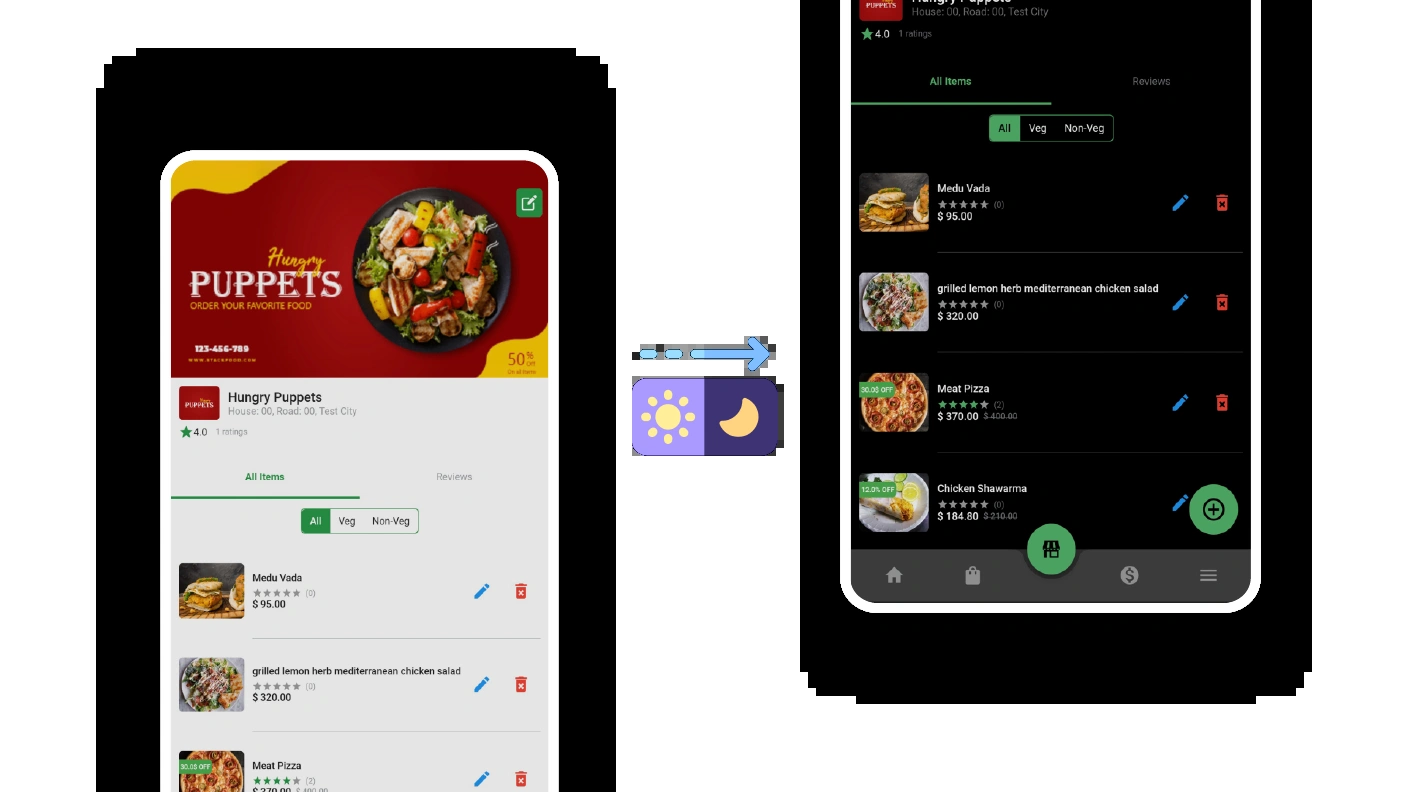 Hungry
PUPPETS
ORDER YOUR FAVORITE FOOD
123-456-789
WWW.STACKFOOD.COM
50%
OFF
On all items
PUPPETS
Hungry Puppets
House: 00, Road: 00, Test City
4.0 1 ratings
All Items Reviews
All Veg Non-Veg
Medu Vada
(0)
$ 95.00
grilled lemon herb mediterranean chicken salad
(0)
$ 320.00
30.0$ OFF
Meat Pizza
(2)
$ 370.00 $ 400.00
PUPPETS
Hungry Puppets
House: 00, Road: 00, Test City
4.0 1 ratings
All Items Reviews
All Veg Non-Veg
Medu Vada
(0)
$ 95.00
grilled lemon herb mediterranean chicken salad
(0)
$ 320.00
30.0$ OFF
Meat Pizza
(2)
$ 370.00 $ 400.00
12.0% OFF
Chicken Shawarma
(0)
$ 184.80 $ 210.00